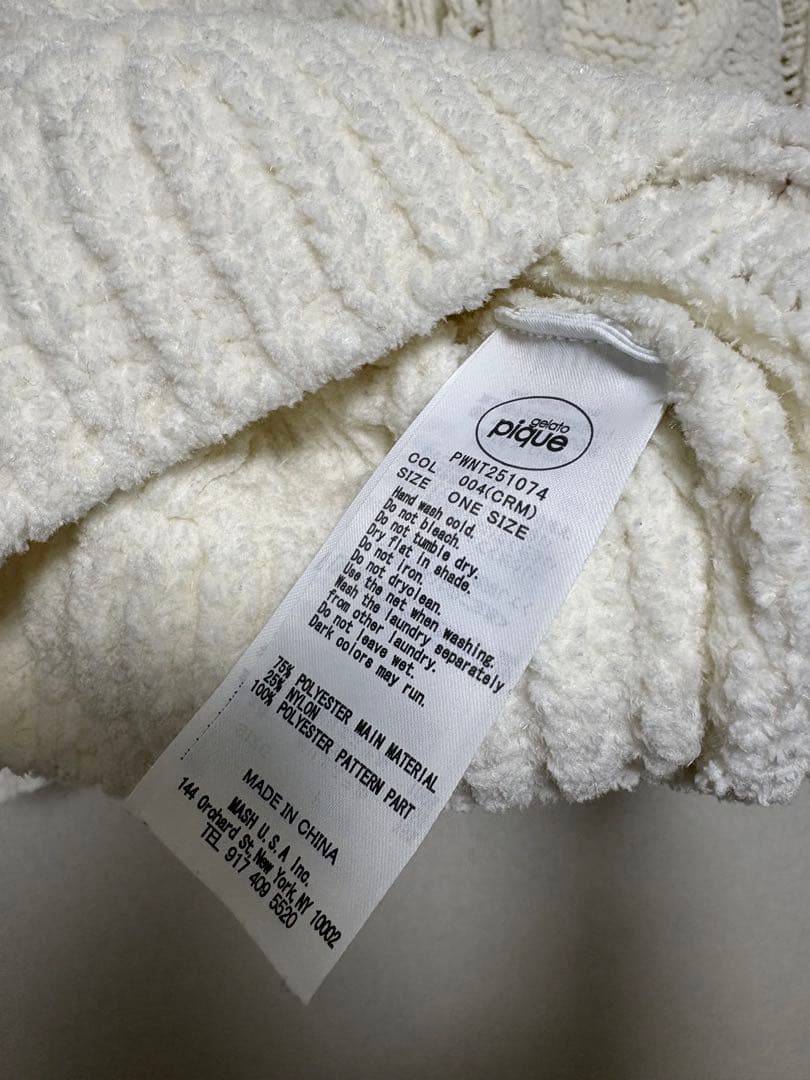 gelato
pique
PWNT251074
COL 004(CRM)
SIZE ONE SIZE
Hand wash cold.
Do not bleach.
Do not tumble dry.
Dry flat in shade.
Do not iron.
Do not dryolean.
Use the net when washing.
Wash the laundry separately
from other laundry.
Do not leave wet.
Dark colors may run.
75% POLYESTER MAIN MATERIAL
25% NYLON
100% POLYESTER PATTERN PART
MADE IN CHINA
MASH U.S.A Inc.
144 Orchard St, New York, NY 10002
TEL 917 409 5520